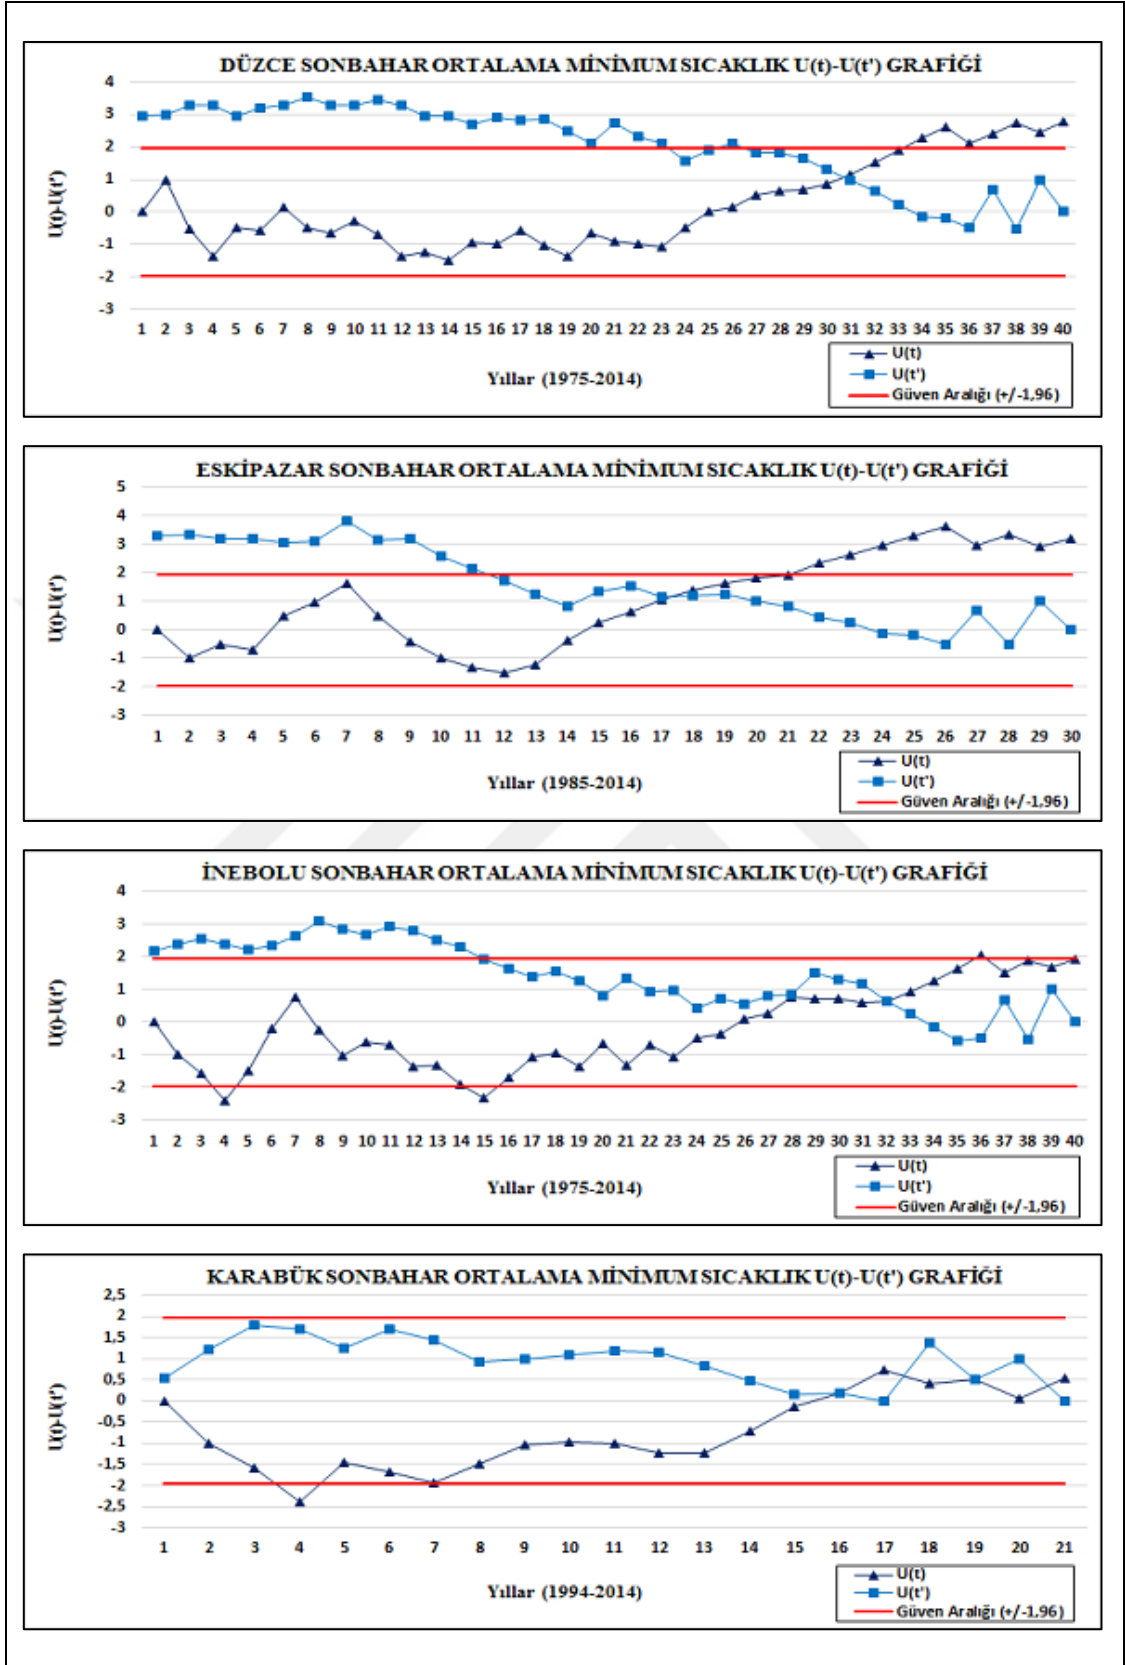 DÜZCE SONBAHAR ORTALAMA MİNİMUM SICAKLIK U(t)-U(t') GRAFİĞİ
4
3
2
1
0
-1
-2
-3
U(t)-U(t')
1 2 3 4 5 6 7 8 9 10 11 12 13 14 15 16 17 18 19 20 21 22 23 24 25 26 27 28 29 30 31 32 33 34 35 36 37 38 39 40
Yıllar (1975-2014)
U(t)
U(t')
Güven Aralığı (+/-1,96)
ESKİPAZAR SONBAHAR ORTALAMA MİNİMUM SICAKLIK U(t)-U(t') GRAFİĞİ
5
4
3
2
1
0
-1
-2
-3
U(t)-U(t')
1 2 3 4 5 6 7 8 9 10 11 12 13 14 15 16 17 18 19 20 21 22 23 24 25 26 27 28 29 30
Yıllar (1985-2014)
U(t)
U(t')
Güven Aralığı (+/-1,96)
İNEBOLU SONBAHAR ORTALAMA MİNİMUM SICAKLIK U(t)-U(t') GRAFİĞİ
4
3
2
1
0
-1
-2
-3
U(t)-U(t')
1 2 3 4 5 6 7 8 9 10 11 12 13 14 15 16 17 18 19 20 21 22 23 24 25 26 27 28 29 30 31 32 33 34 35 36 37 38 39 40
Yıllar (1975-2014)
U(t)
U(t')
Güven Aralığı (+/-1,96)
KARABÜK SONBAHAR ORTALAMA MİNİMUM SICAKLIK U(t)-U(t') GRAFİĞİ
2,5
2
1,5
1
0,5
0
-0,5
-1
-1,5
-2
-2,5
-3
U(t)-U(t')
1 2 3 4 5 6 7 8 9 10 11 12 13 14 15 16 17 18 19 20 21
Yıllar (1994-2014)
U(t)
U(t')
Güven Aralığı (+/-1,96)